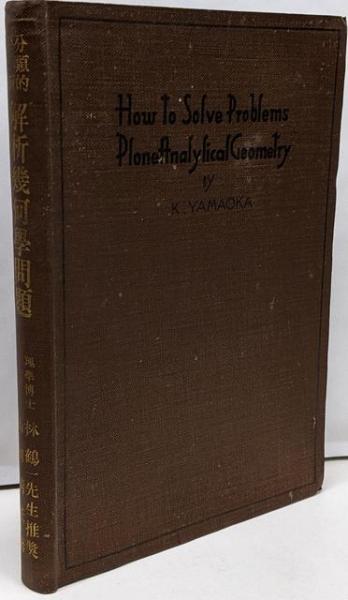 How to Solve Problems
Plane Analytical Geometry
By
K. YAMAOKA
分類的
解析幾何學問題
理學博士
林鶴一先生推奬